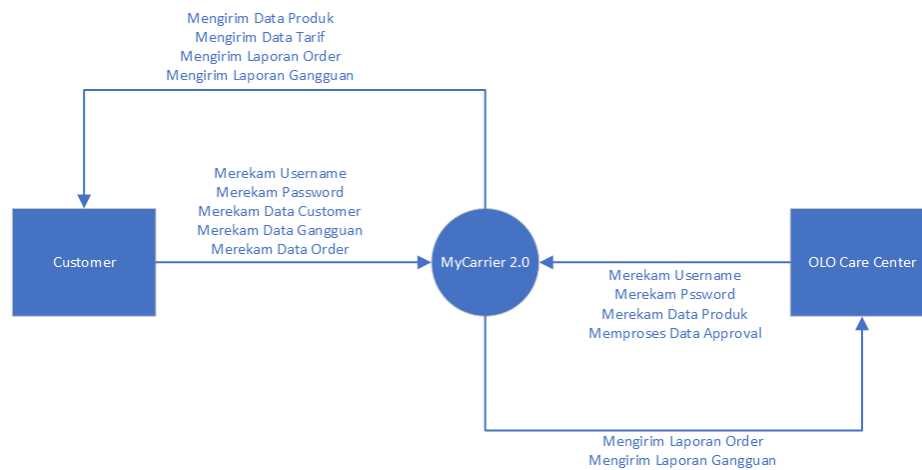 Mengirim Data Produk
Mengirim Data Tarif
Mengirim Laporan Order
Mengirim Laporan Gangguan
Merekam Username
Merekam Password
Merekam Data Customer
Merekam Data Gangguan
Merekam Data Order
Customer
MyCarrier 2.0
OLO Care Center
Merekam Username
Merekam Pssword
Merekam Data Produk
Memproses Data Approval
Mengirim Laporan Order
Mengirim Laporan Gangguan